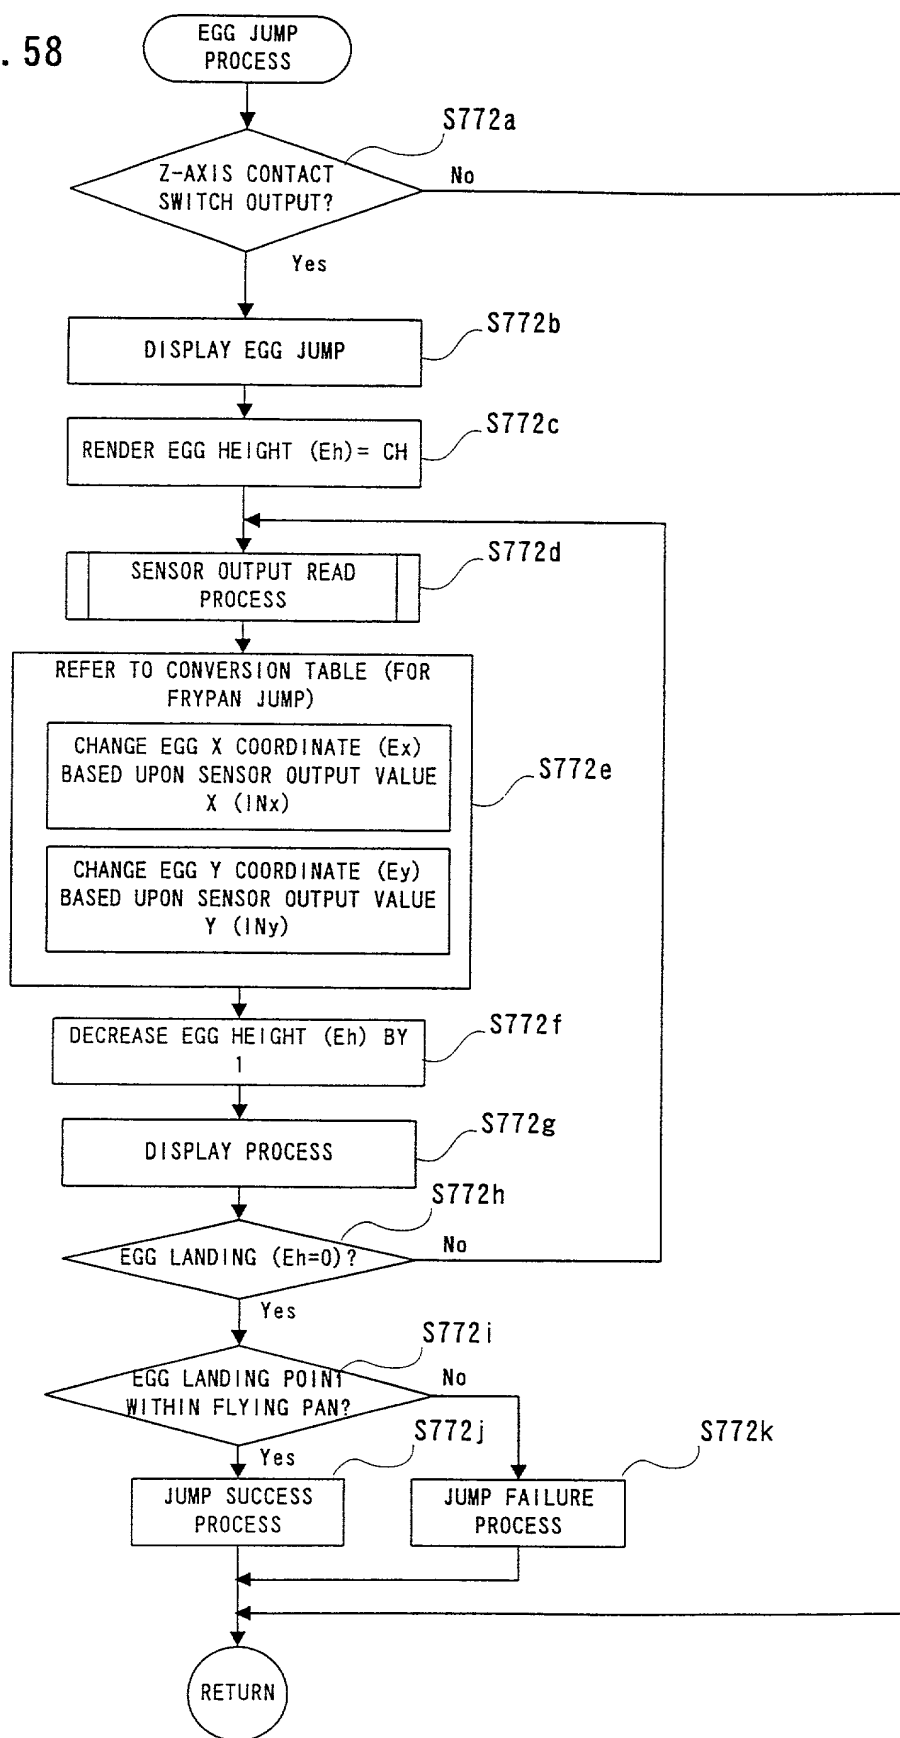 . 58
EGG JUMP
PROCESS
S772a
Z-AXIS CONTACT
SWITCH OUTPUT?
No
Yes
S772b
DISPLAY EGG JUMP
S772c
RENDER EGG HEIGHT (Eh)= CH
S772d
SENSOR OUTPUT READ
PROCESS
REFER TO CONVERSION TABLE (FOR
FRYPAN JUMP)
CHANGE EGG X COORDINATE (Ex)
BASED UPON SENSOR OUTPUT VALUE
X (INx)
S772e
CHANGE EGG Y COORDINATE (Ey)
BASED UPON SENSOR OUTPUT VALUE
Y (INy)
S772f
DECREASE EGG HEIGHT (Eh) BY
1
S772g
DISPLAY PROCESS
S772h
EGG LANDING (Eh=0)?
No
Yes
S772i
EGG LANDING POINT
WITHIN FLYING PAN?
No
Yes
S772j
S772k
JUMP SUCCESS
PROCESS
JUMP FAILURE
PROCESS
RETURN